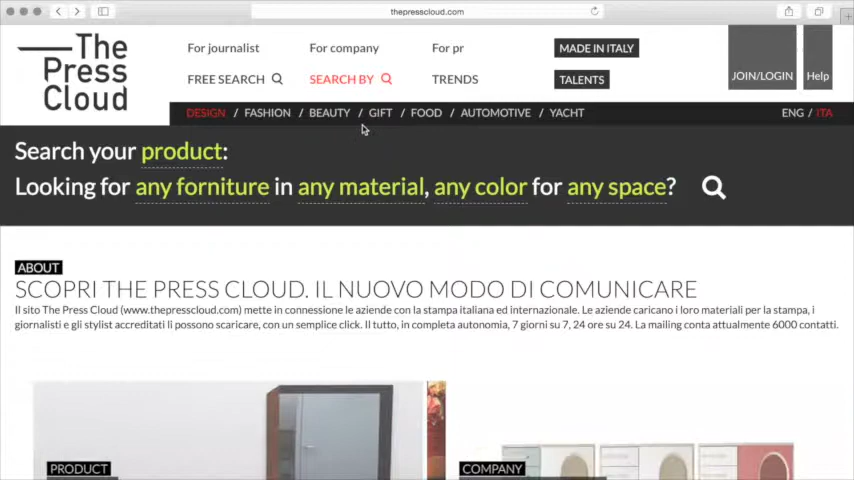 thepresscloud.com
The
Press
Cloud
For journalist
For company
For pr
MADE IN ITALY
FREE SEARCH
SEARCH BY
TRENDS
TALENTS
JOIN/LOGIN
Help
DESIGN / FASHION / BEAUTY / GIFT / FOOD / AUTOMOTIVE / YACHT
ENG / ITA
Search your product:
Looking for any forniture in any material, any color for any space?
ABOUT
SCOPRI THE PRESS CLOUD. IL NUOVO MODO DI COMUNICARE
Il sito The Press Cloud (www.thepresscloud.com) mette in connessione le aziende con la stampa italiana ed internazionale. Le aziende caricano i loro materiali per la stampa, i
giornalisti e gli stylist accreditati li possono scaricare, con un semplice click. Il tutto, in completa autonomia, 7 giorni su 7, 24 ore su 24. La mailing conta attualmente 6000 contatti.
PRODUCT
COMPANY